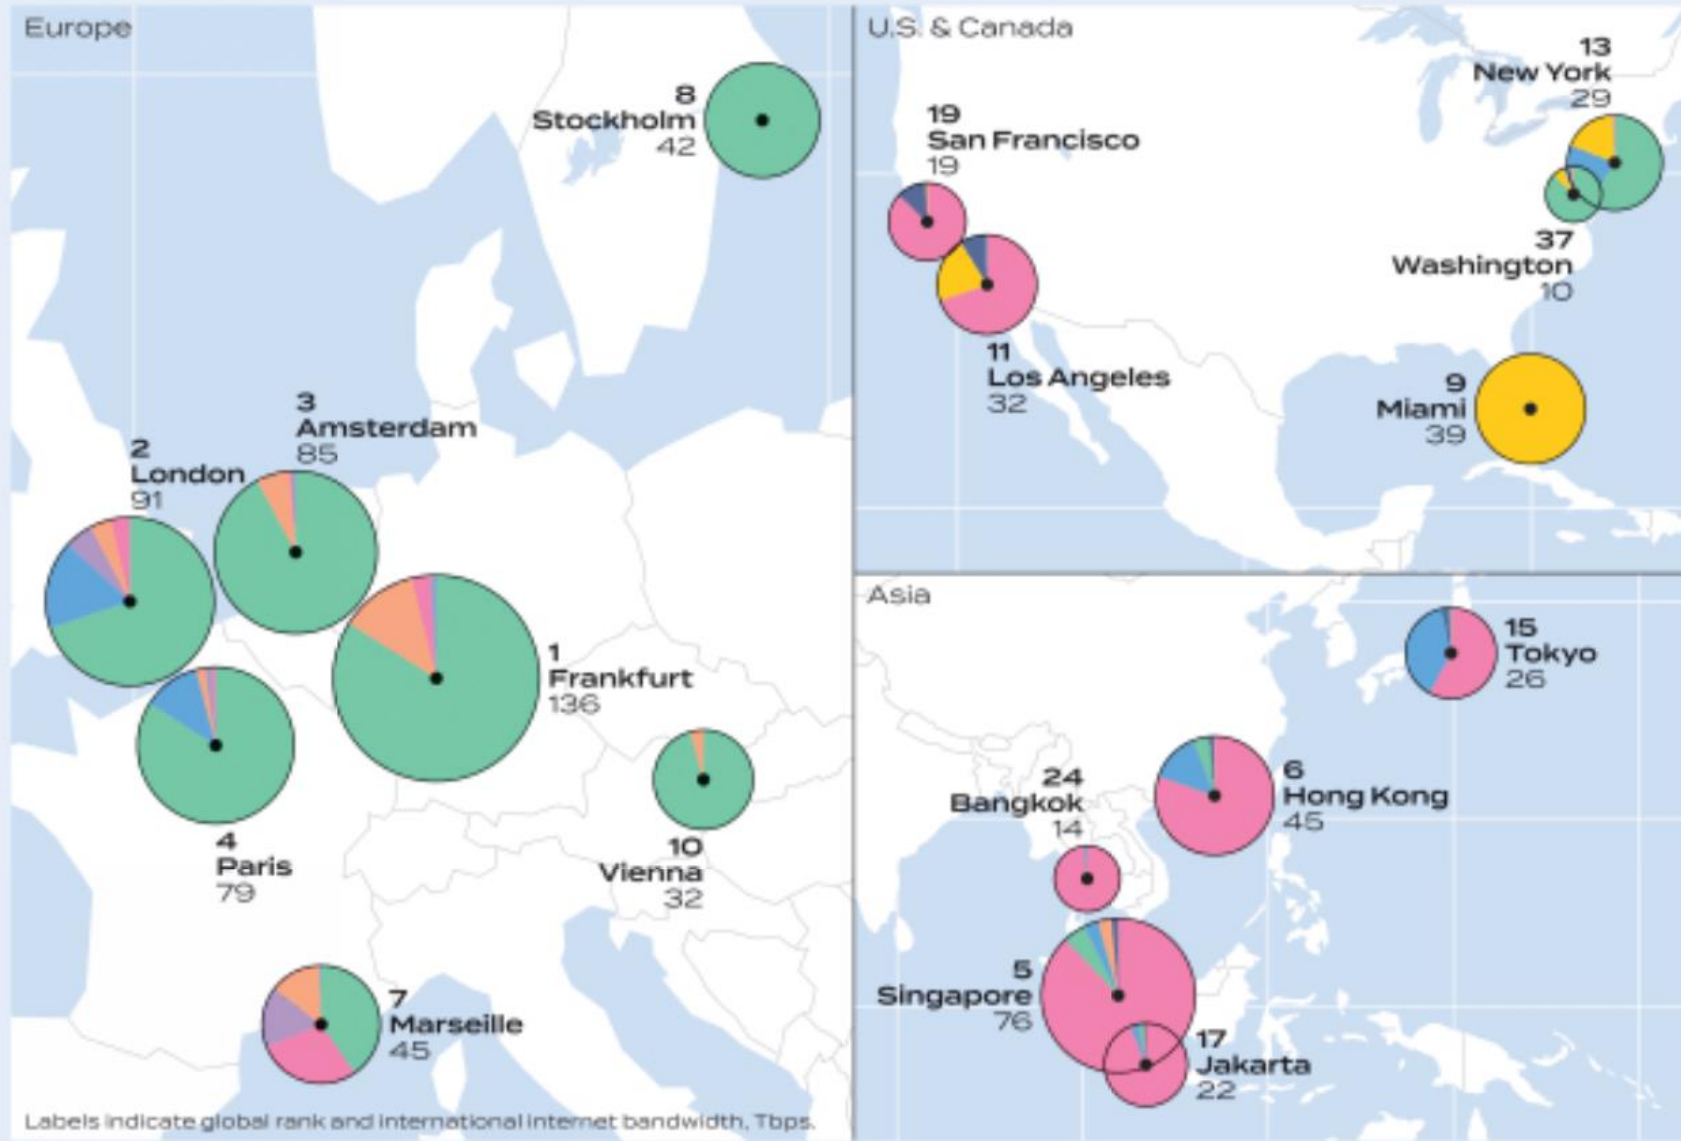 Europe
8
Stockholm
42
3
Amsterdam
85
2
London
91
1
Frankfurt
136
4
Paris
79
10
Vienna
32
7
Marseille
45
Labels indicate global rank and international internet bandwidth, Tbps.
U.S. & Canada
13
New York
29
19
San Francisco
19
37
Washington
10
11
Los Angeles
32
9
Miami
39
Asia
15
Tokyo
26
6
Hong Kong
45
24
Bangkok
14
5
Singapore
76
17
Jakarta
22